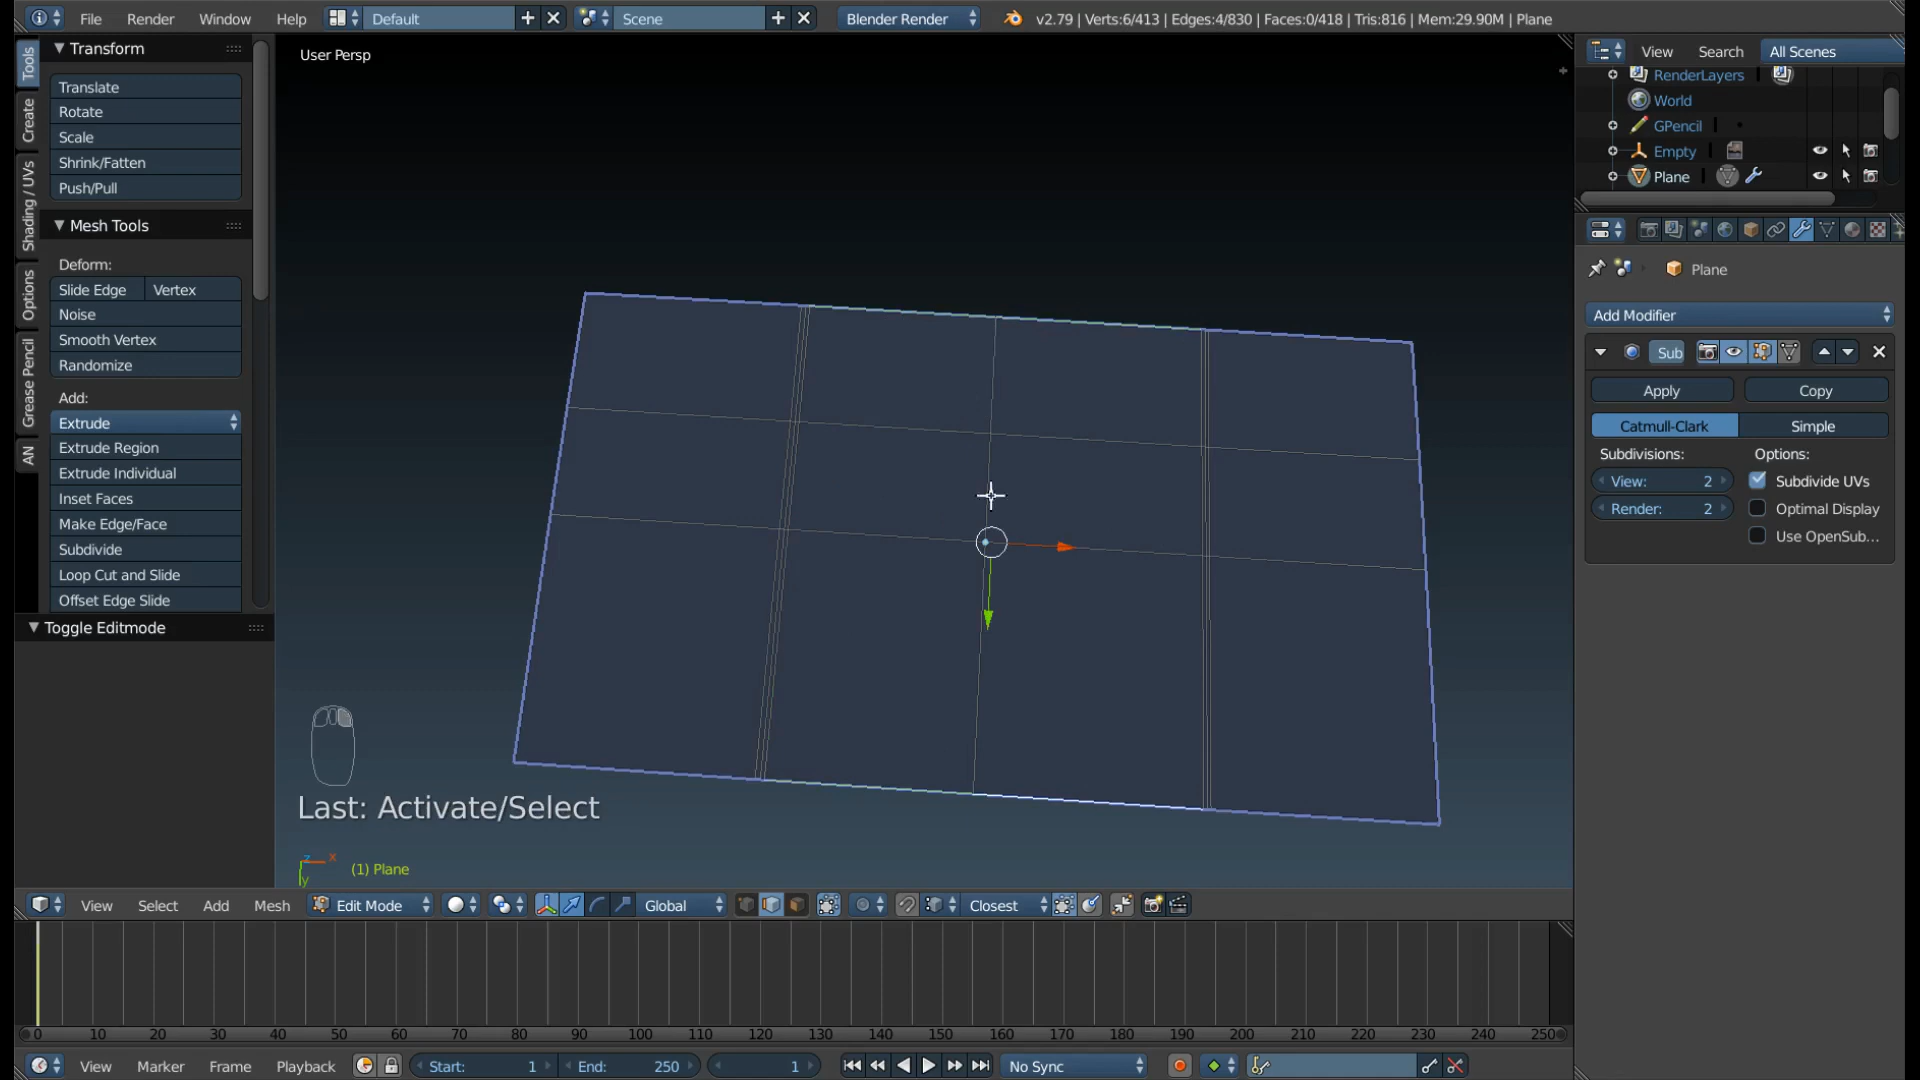 File Render Window Help Default Scene Blender Render v2.79 | Verts:6/413 | Edges:4/830 | Faces:0/418 | Tris:816 | Mem:29.90M | Plane
Tools
Create
Shading / UVs
Options
Grease Pencil
AN
Transform
Translate
Rotate
Scale
Shrink/Fatten
Push/Pull
Mesh Tools
Deform:
Slide Edge Vertex
Noise
Smooth Vertex
Randomize
Add:
Extrude
Extrude Region
Extrude Individual
Inset Faces
Make Edge/Face
Subdivide
Loop Cut and Slide
Offset Edge Slide
Toggle Editmode
User Persp
Last: Activate/Select
z x
y
(1) Plane
View Search All Scenes
RenderLayers
World
GPencil
Empty
Plane
Plane
Add Modifier
Sub
Apply Copy
Catmull-Clark Simple
Subdivisions: Options:
View: 2 Subdivide UVs
Render: 2 Optimal Display
Use OpenSub...
View Select Add Mesh Edit Mode Global Closest
0 10 20 30 40 50 60 70 80 90 100 110 120 130 140 150 160 170 180 190 200 210 220 230 240 250
View Marker Frame Playback Start: 1 End: 250 1 No Sync